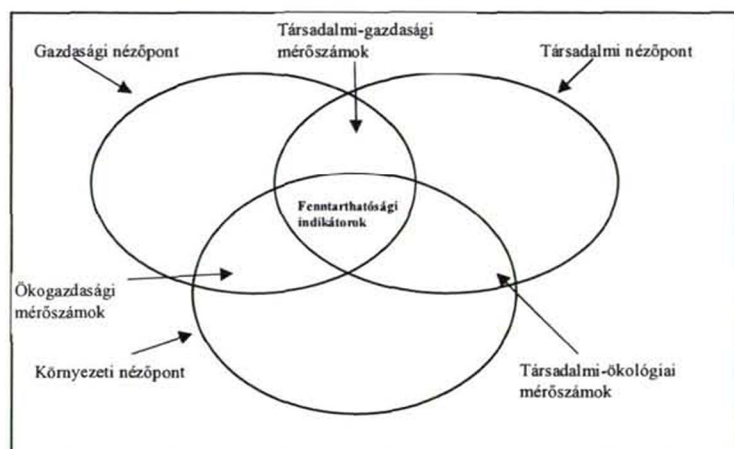 Gazdasági nézőpont
Társadalmi-gazdasági
mérőszámok
Társadalmi nézőpont
Fenntarthatósági
indikátorok
Ökogazdasági
mérőszámok
Környezeti nézőpont
Társadalmi-ökológiai
mérőszámok